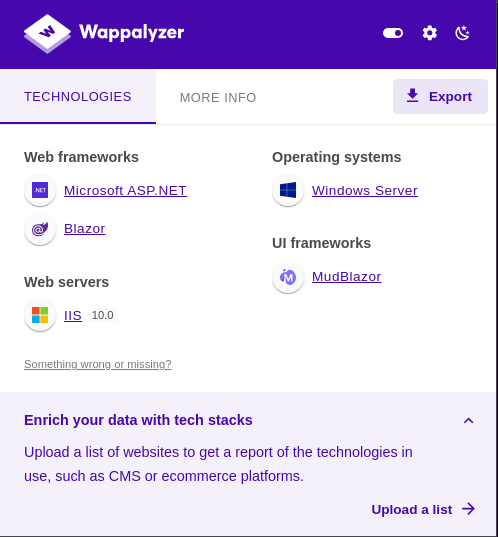 Wappalyzer
TECHNOLOGIES
MORE INFO
Export
Web frameworks
.NET
Microsoft ASP.NET
Blazor
Web servers
IIS 10.0
Operating systems
Windows Server
UI frameworks
MudBlazor
Something wrong or missing?
Enrich your data with tech stacks
Upload a list of websites to get a report of the technologies in
use, such as CMS or ecommerce platforms.
Upload a list